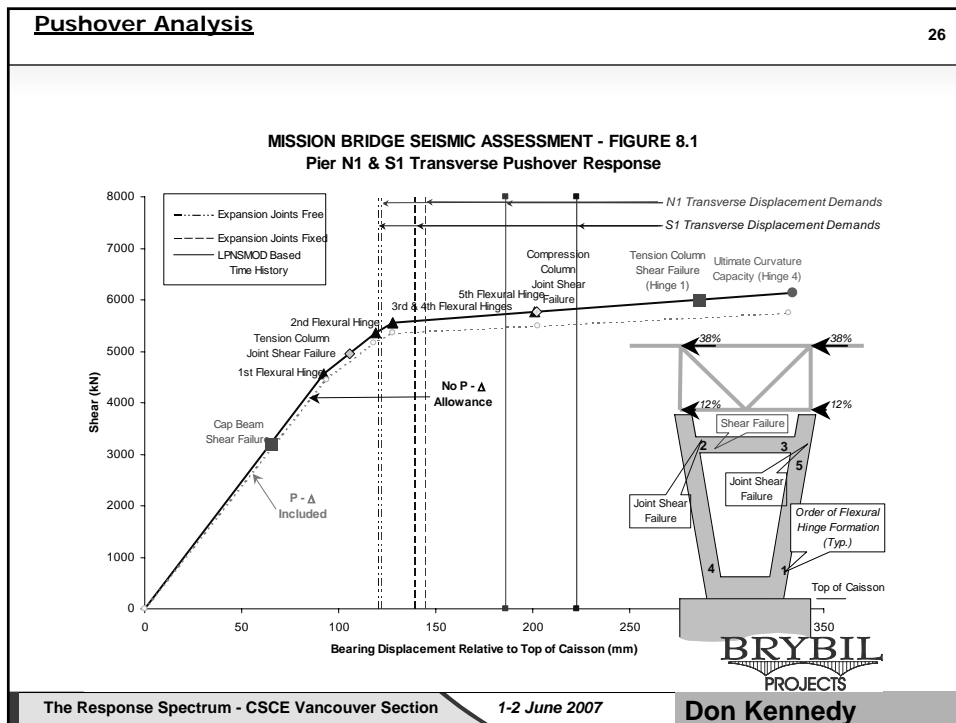 Pushover Analysis
26
MISSION BRIDGE SEISMIC ASSESSMENT - FIGURE 8.1
Pier N1 & S1 Transverse Pushover Response
8000
7000
6000
5000
4000
3000
2000
1000
0
Shear (kN)
Expansion Joints Free
Expansion Joints Fixed
LPNSMOD Based
Time History
N1 Transverse Displacement Demands
S1 Transverse Displacement Demands
Compression
Column
Joint Shear
Failure
Tension Column
Shear Failure
(Hinge 1)
Ultimate Curvature
Capacity (Hinge 4)
5th Flexural Hinge
3rd & 4th Flexural Hinges
2nd Flexural Hinge
Tension Column
Joint Shear Failure
1st Flexural Hinge
No P - Δ
Allowance
Cap Beam
Shear Failure
P - Δ
Included
38%
38%
12%
12%
Shear Failure
2
3
5
Joint Shear
Failure
Joint Shear
Failure
Order of Flexural
Hinge Formation
(Typ.)
4
1
Top of Caisson
0
50
100
150
200
250
350
Bearing Displacement Relative to Top of Caisson (mm)
BRYBIL
PROJECTS
The Response Spectrum - CSCE Vancouver Section
1-2 June 2007
Don Kennedy